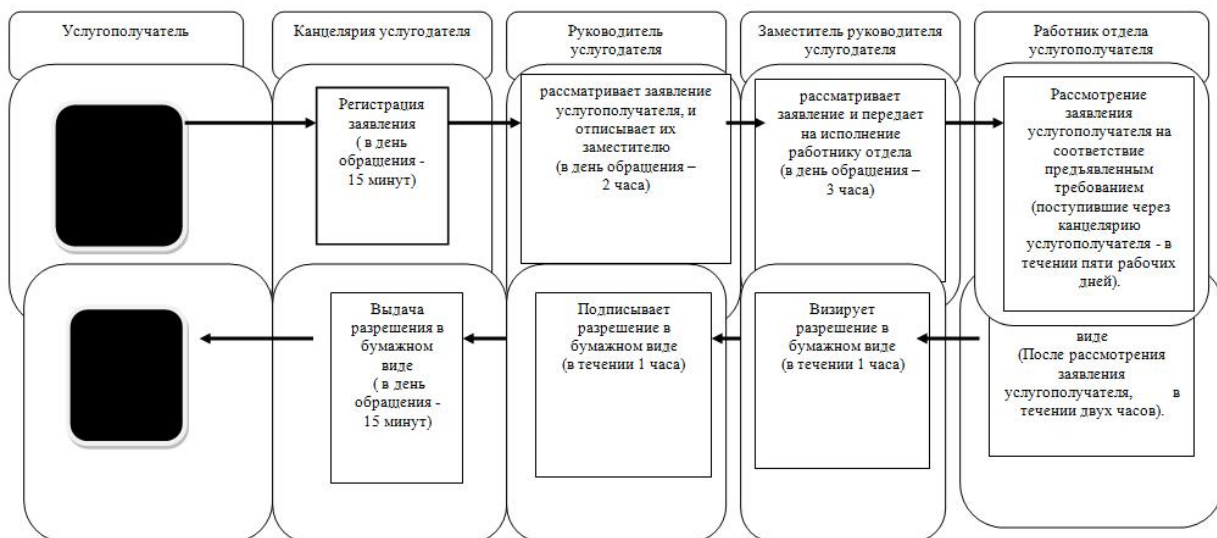 Услугополучатель
Канцелярия услугодателя
Руководитель
услугодателя
Заместитель руководителя
услугодателя
Работник отдела
услугополучателя
Регистрация
заявления
( в день
обращения -
15 минут)
рассматривает заявление
услугополучателя, и
отписывает их
заместителю
(в день обращения –
2 часа)
рассматривает
заявление и передает
на исполнение
работнику отдела
(в день обращения –
3 часа)
Рассмотрение
заявления
услугополучателя на
соответствие
предъявленным
требованием
(поступившие через
канцелярию
услугополучателя - в
течении пяти рабочих
дней).
Выдача
разрешения в
бумажном
виде
( в день
обращения -
15 минут)
Подписывает
разрешение в
бумажном виде
(в течении 1 часа)
Визирует
разрешение в
бумажном виде
(в течении 1 часа)
виде
(После рассмотрения
заявления
услугополучателя, в
течении двух часов).